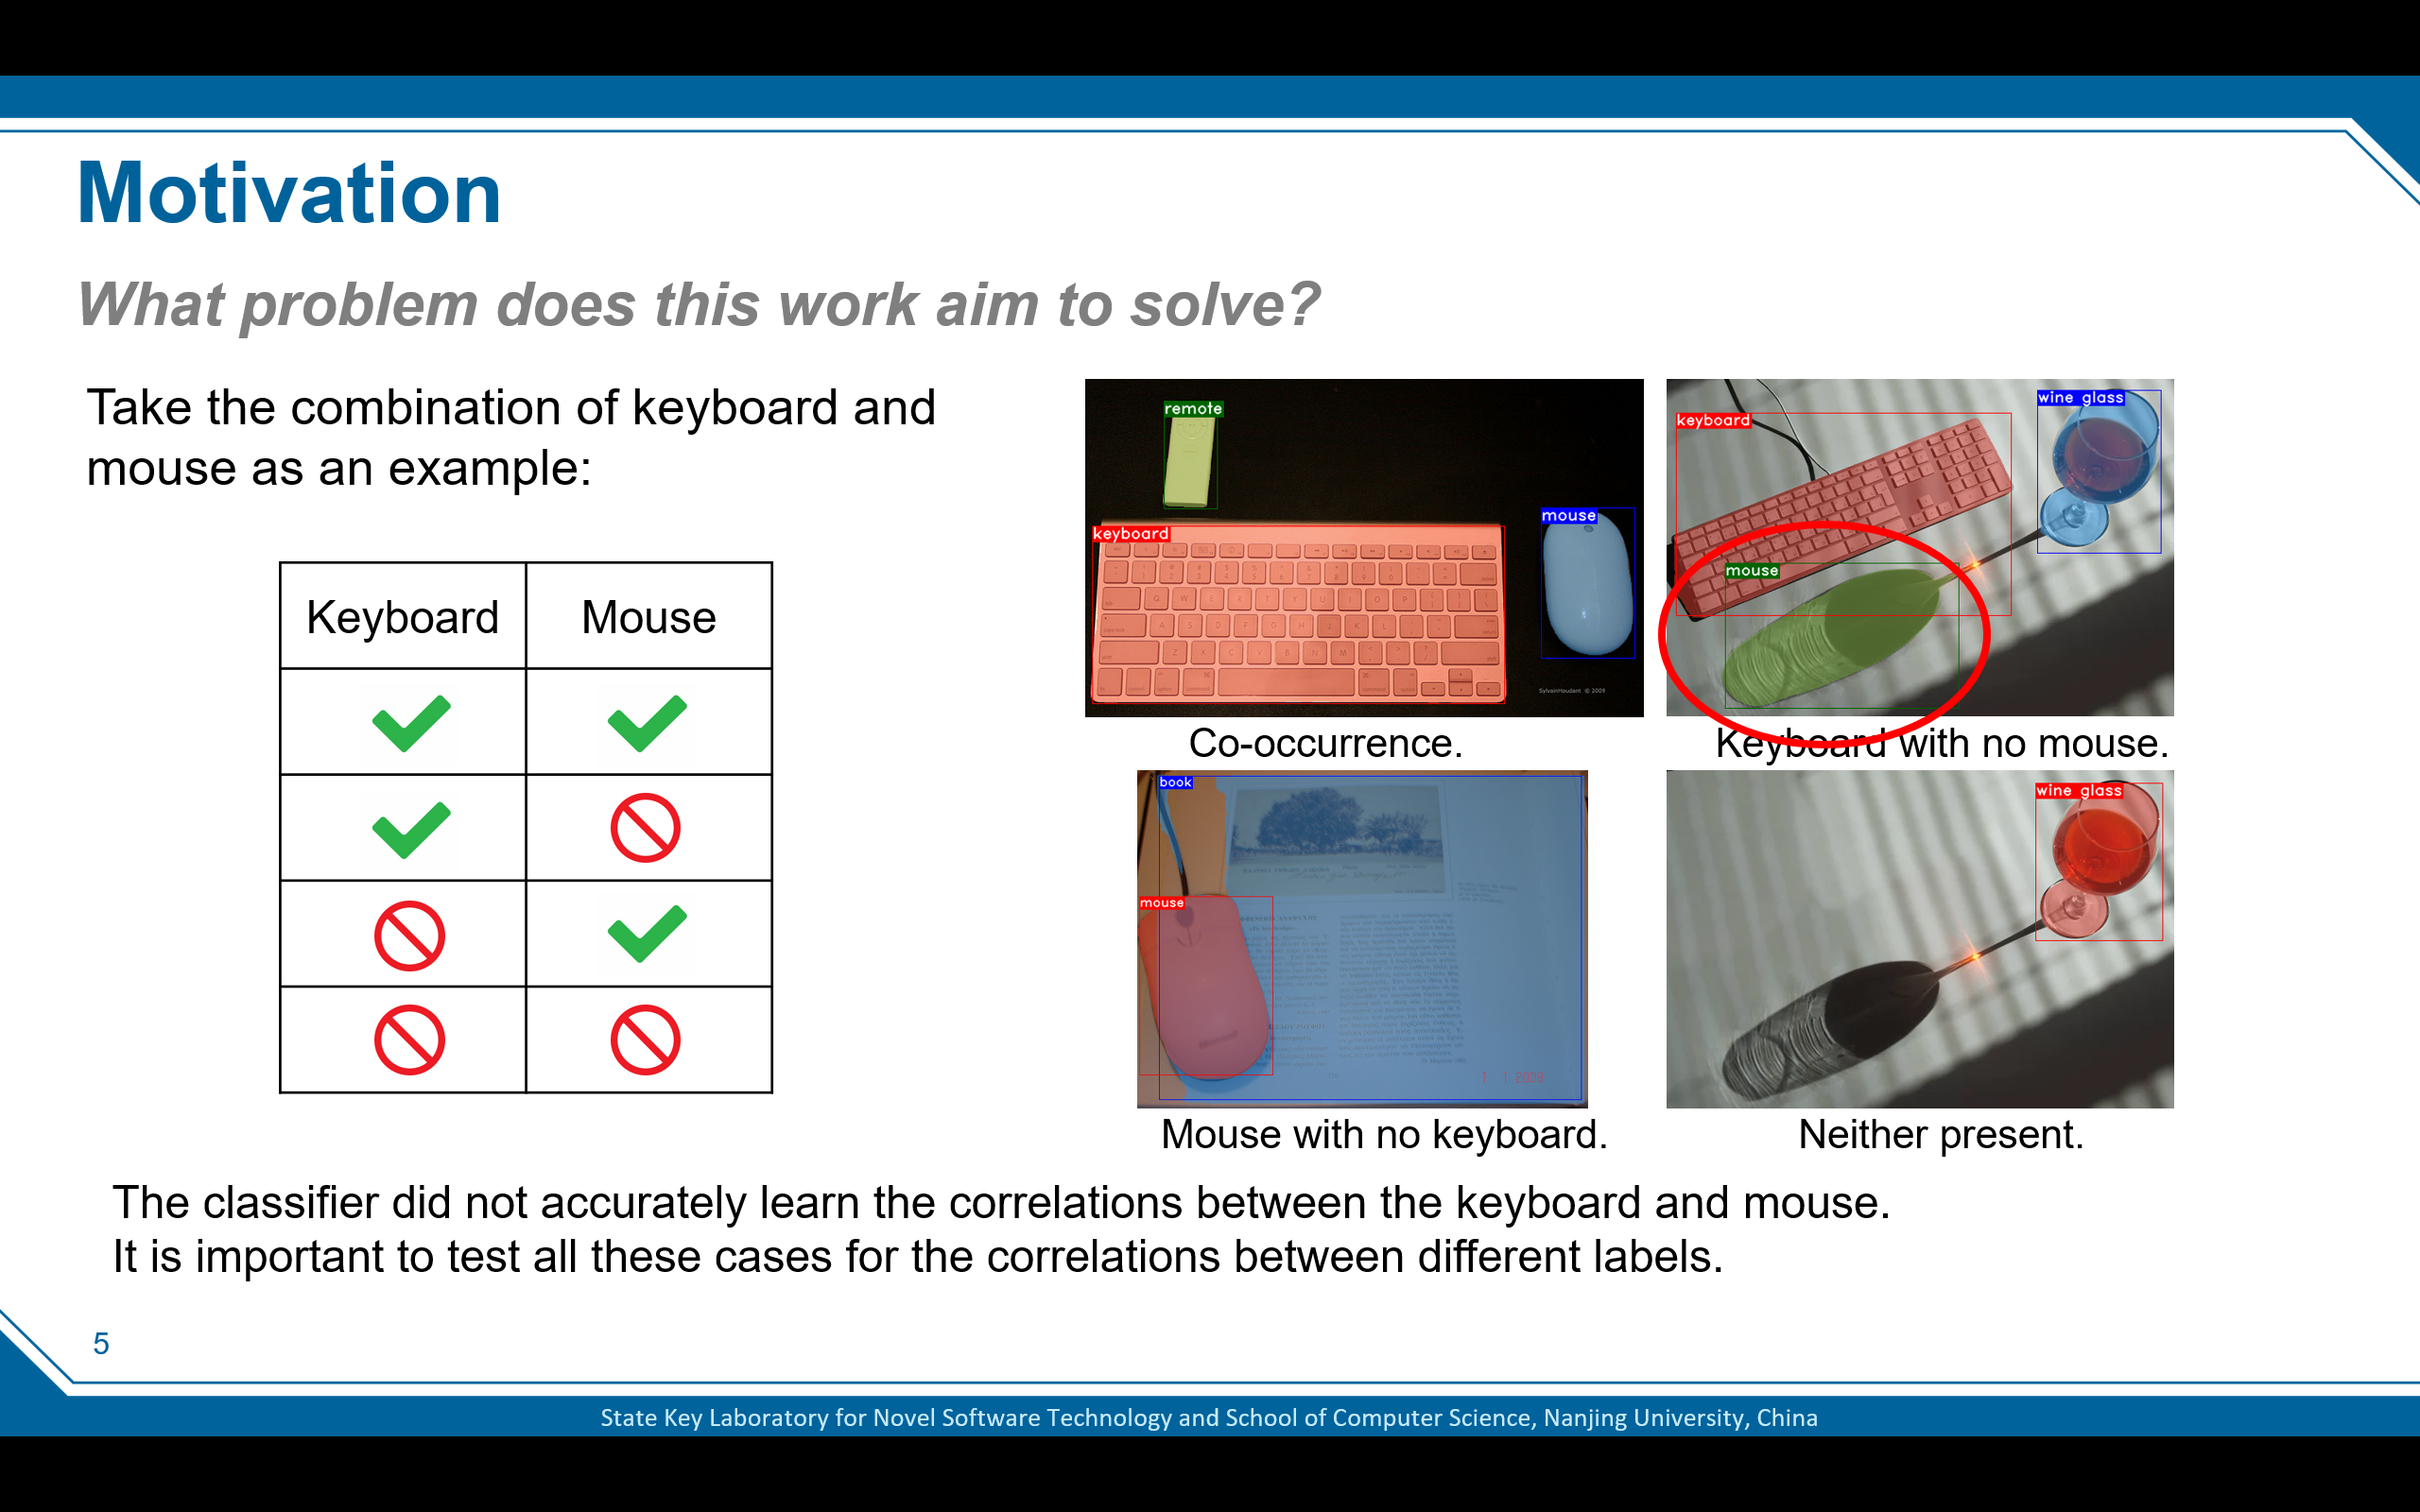 Motivation
What problem does this work aim to solve?
Take the combination of keyboard and
mouse as an example:
Keyboard Mouse
remote
keyboard
mouse
SylvainHoudant © 2009
Co-occurrence.
keyboard
wine glass
mouse
Keyboard with no mouse.
book
mouse
Mouse with no keyboard.
wine glass
Neither present.
The classifier did not accurately learn the correlations between the keyboard and mouse.
It is important to test all these cases for the correlations between different labels.
5
State Key Laboratory for Novel Software Technology and School of Computer Science, Nanjing University, China